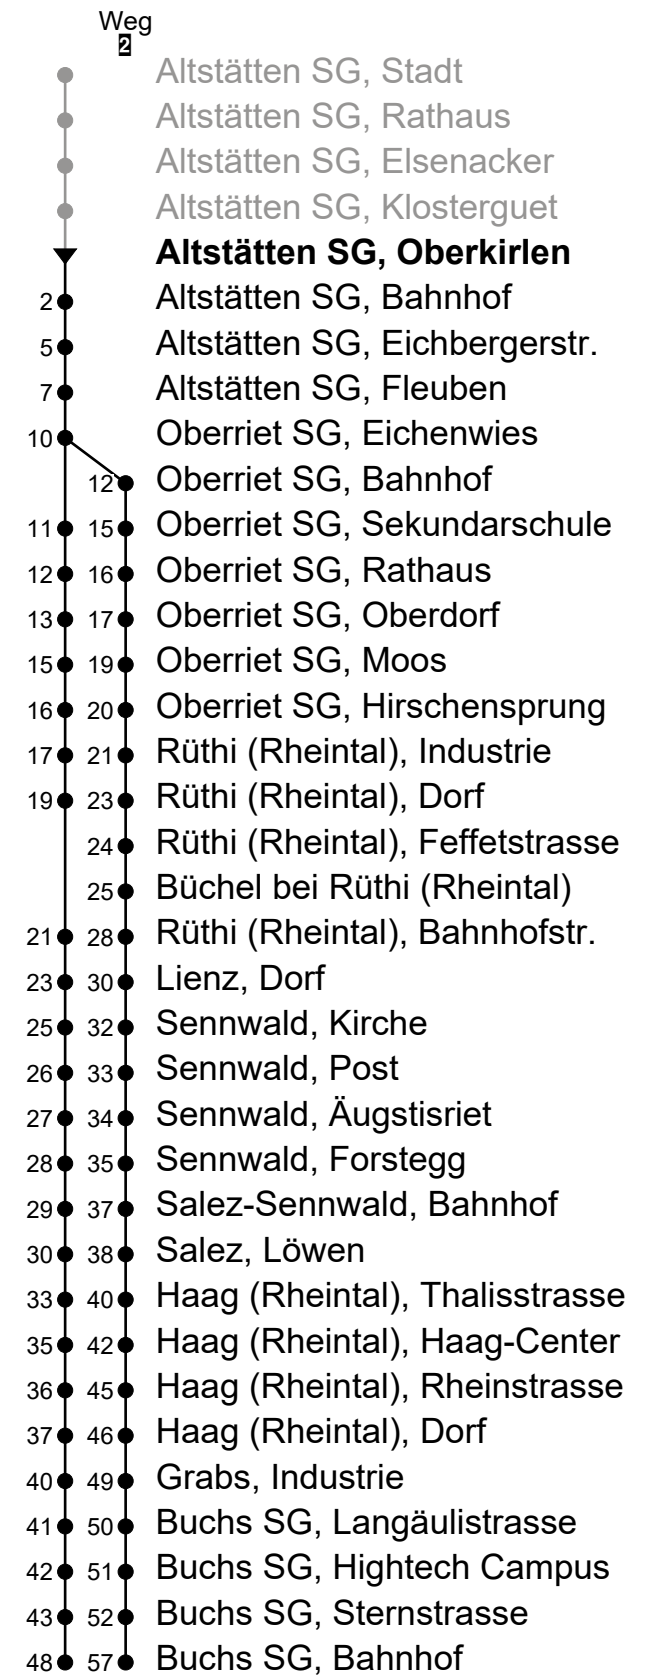 Weg
2
Altstätten SG, Stadt
Altstätten SG, Rathaus
Altstätten SG, Elsenacker
Altstätten SG, Klosterguet
Altstätten SG, Oberkirlen
2 Altstätten SG, Bahnhof
5 Altstätten SG, Eichbergerstr.
7 Altstätten SG, Fleuben
10 Oberriet SG, Eichenwies
12 Oberriet SG, Bahnhof
11 15 Oberriet SG, Sekundarschule
12 16 Oberriet SG, Rathaus
13 17 Oberriet SG, Oberdorf
15 19 Oberriet SG, Moos
16 20 Oberriet SG, Hirschensprung
17 21 Rüthi (Rheintal), Industrie
19 23 Rüthi (Rheintal), Dorf
24 Rüthi (Rheintal), Feffetstrasse
25 Büchel bei Rüthi (Rheintal)
21 28 Rüthi (Rheintal), Bahnhofstr.
23 30 Lienz, Dorf
25 32 Sennwald, Kirche
26 33 Sennwald, Post
27 34 Sennwald, Äugstisriet
28 35 Sennwald, Forstegg
29 37 Salez-Sennwald, Bahnhof
30 38 Salez, Löwen
33 40 Haag (Rheintal), Thalisstrasse
35 42 Haag (Rheintal), Haag-Center
36 45 Haag (Rheintal), Rheinstrasse
37 46 Haag (Rheintal), Dorf
40 49 Grabs, Industrie
41 50 Buchs SG, Langäulistrasse
42 51 Buchs SG, Hightech Campus
43 52 Buchs SG, Sternstrasse
48 57 Buchs SG, Bahnhof